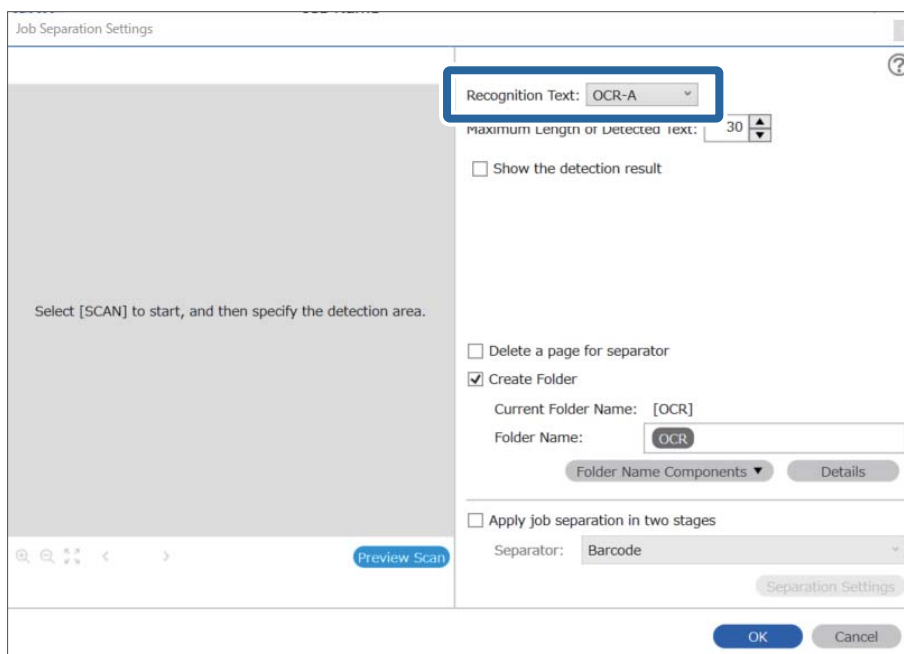 Job Separation Settings
Recognition Text: OCR-A
Maximum Length of Detected Text: 30
Show the detection result
Select [SCAN] to start, and then specify the detection area.
Delete a page for separator
Create Folder
Current Folder Name: [OCR]
Folder Name: OCR
Folder Name Components ▼ Details
Apply job separation in two stages
Separator: Barcode
Preview Scan
Separation Settings
OK Cancel